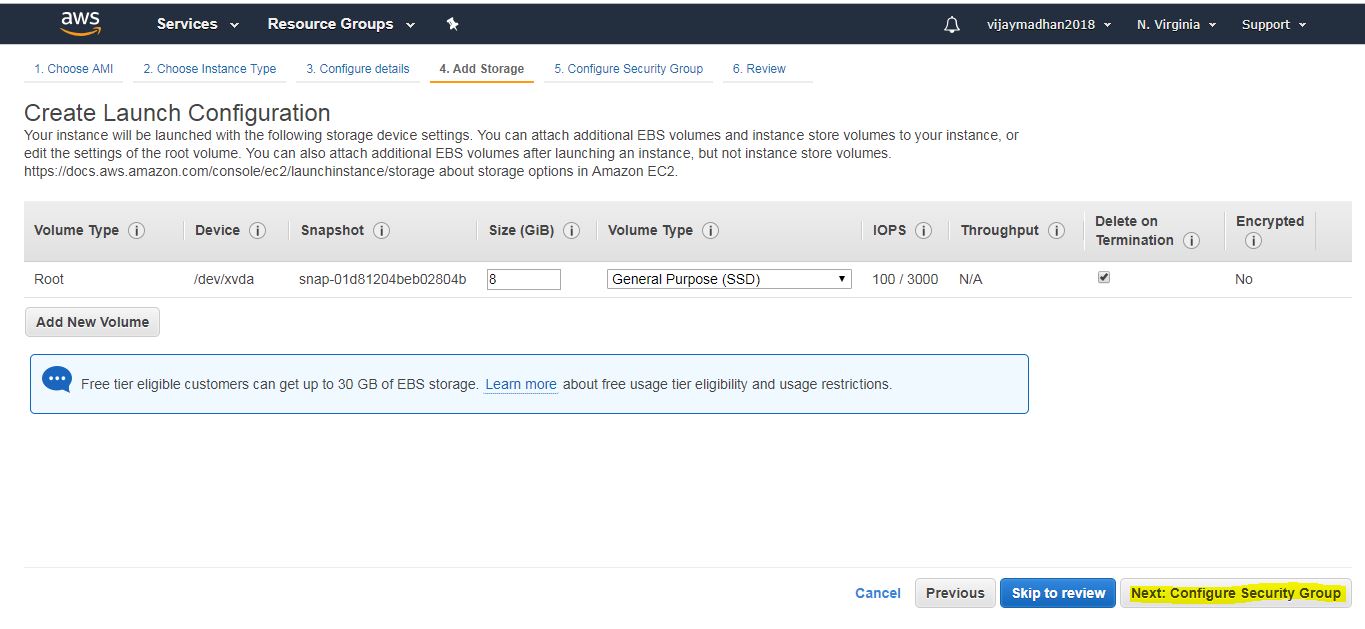 aws Services Resource Groups vijaymadhan2018 N. Virginia Support
1. Choose AMI 2. Choose Instance Type 3. Configure details 4. Add Storage 5. Configure Security Group 6. Review
Create Launch Configuration
Your instance will be launched with the following storage device settings. You can attach additional EBS volumes and instance store volumes to your instance, or
edit the settings of the root volume. You can also attach additional EBS volumes after launching an instance, but not instance store volumes.
https://docs.aws.amazon.com/console/ec2/launchinstance/storage about storage options in Amazon EC2.
Volume Type i Device i Snapshot i Size (GiB) i Volume Type i IOPS i Throughput i Delete on Termination i Encrypted i
Root /dev/xvda snap-01d81204beb02804b 8 General Purpose (SSD) 100 / 3000 N/A No
Add New Volume
Free tier eligible customers can get up to 30 GB of EBS storage. Learn more about free usage tier eligibility and usage restrictions.
Cancel Previous Skip to review Next: Configure Security Group